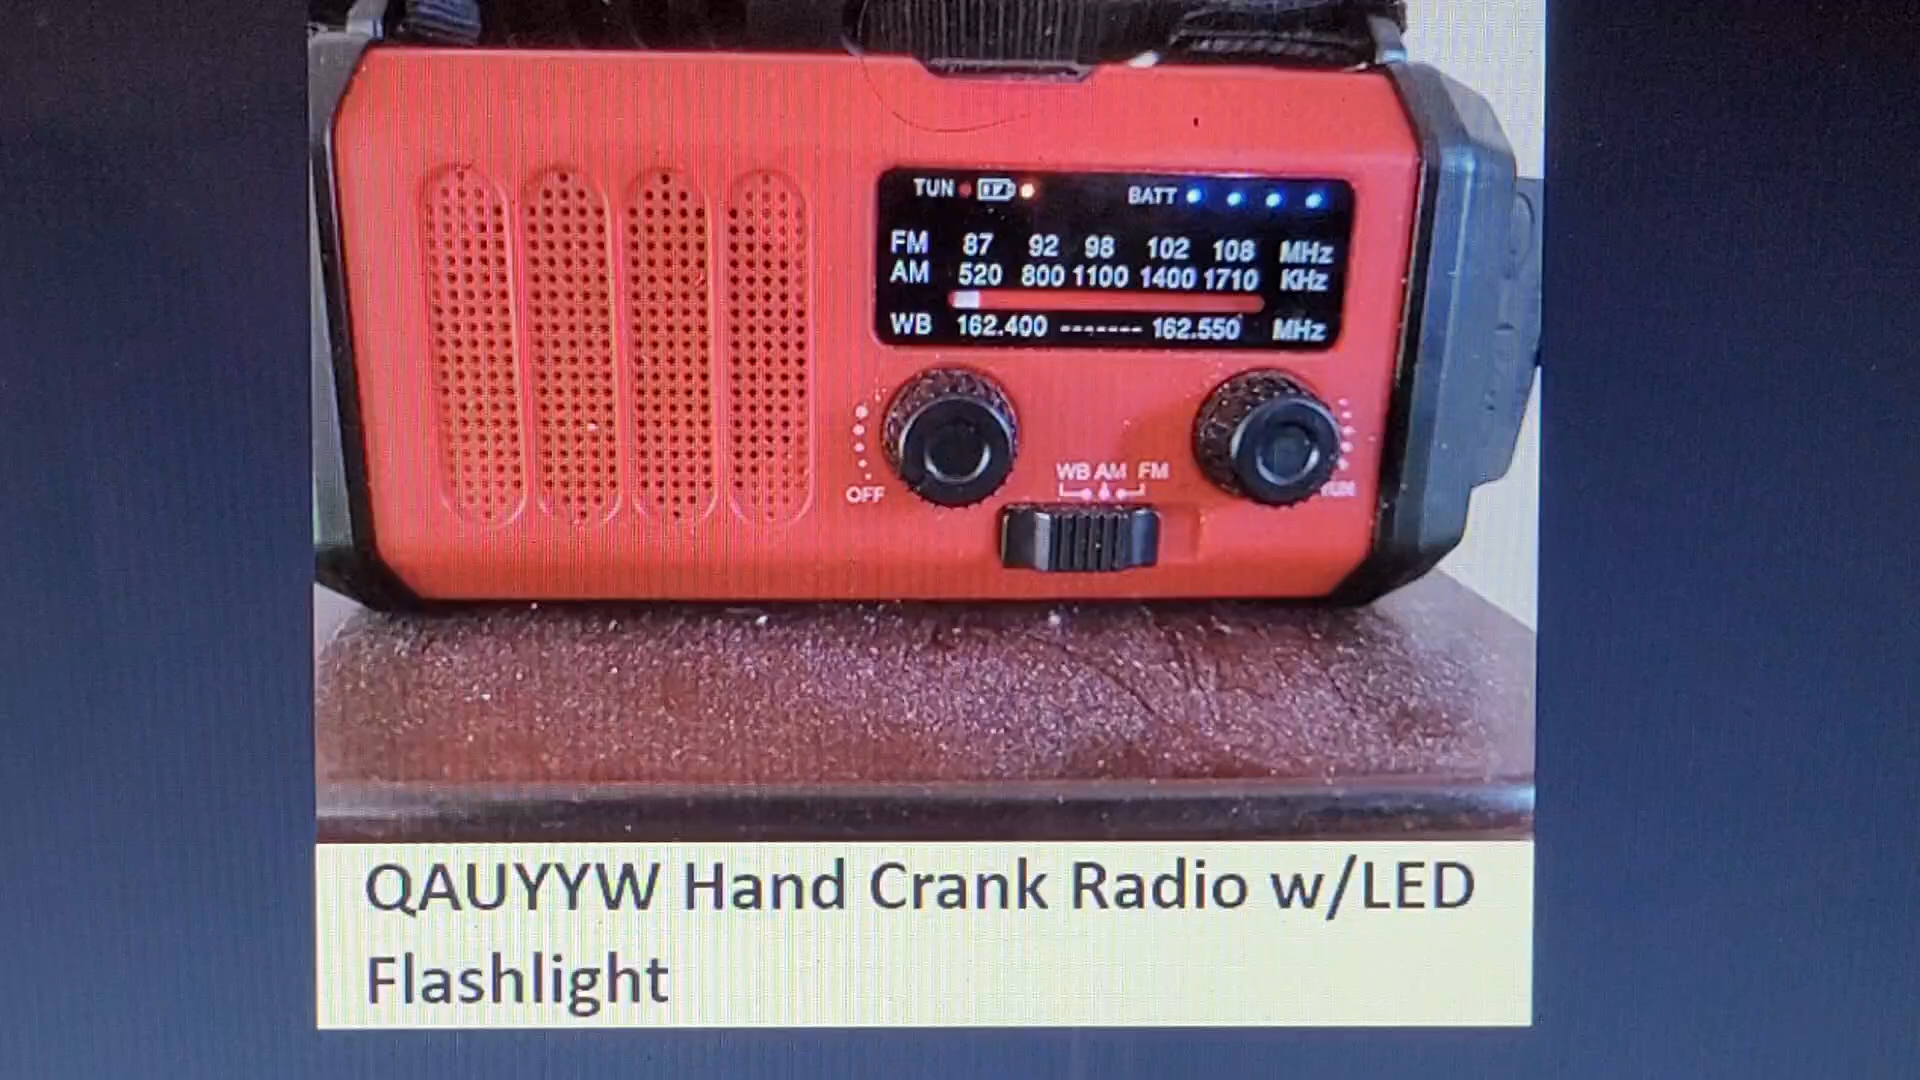 TUN BATT
FM 87 92 98 102 108 MHz
AM 520 800 1100 1400 1710 KHz
WB 162.400 ------- 162.550 MHz
WB AM FM
OFF
QAUYYW Hand Crank Radio w/LED
Flashlight